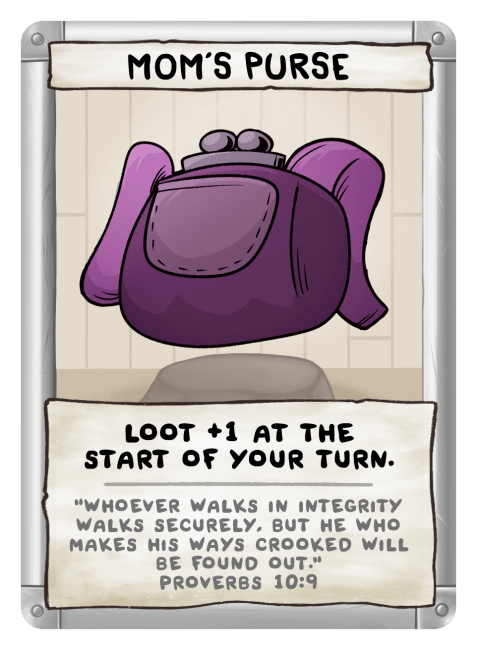 MOM'S PURSE
LOOT +1 AT THE
START OF YOUR TURN.
"WHOEVER WALKS IN INTEGRITY
WALKS SECURELY. BUT HE WHO
MAKES HIS WAYS CROOKED WILL
BE FOUND OUT."
PROVERBS 10:9